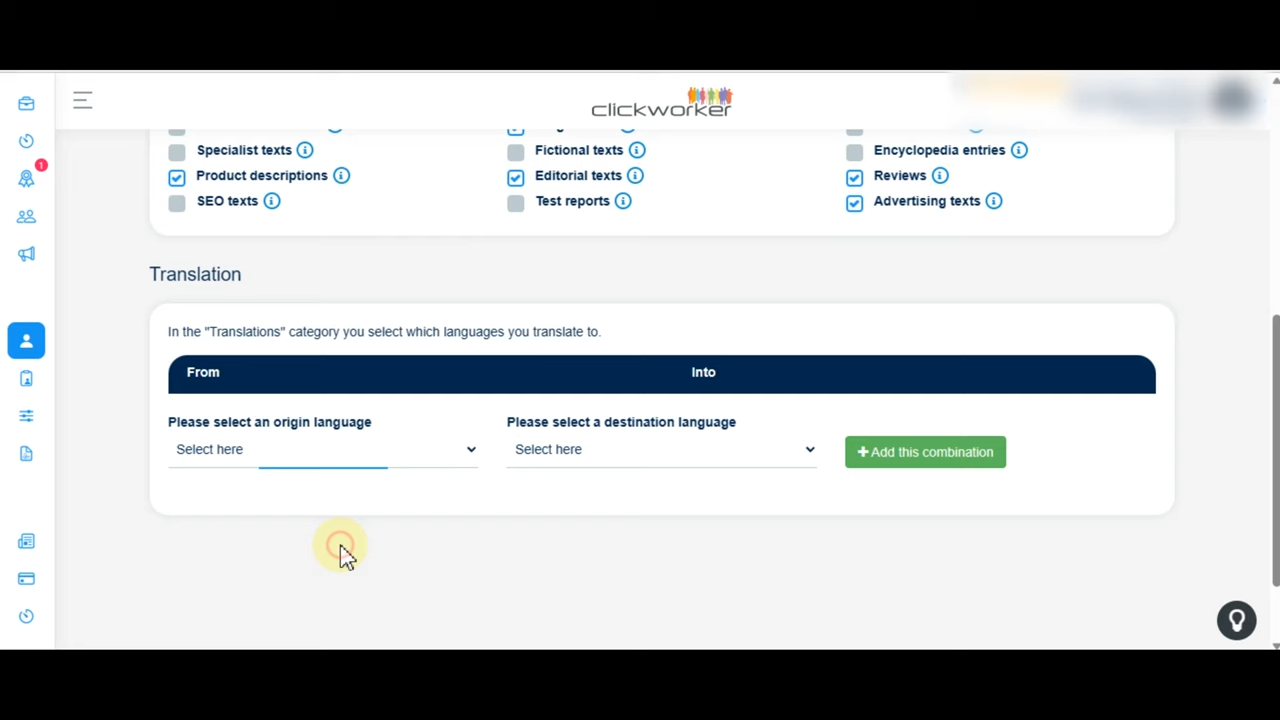 clickworker
Specialist texts
Fictional texts
Encyclopedia entries
Product descriptions
Editorial texts
Reviews
SEO texts
Test reports
Advertising texts
Translation
In the "Translations" category you select which languages you translate to.
From
Into
Please select an origin language
Please select a destination language
Select here
Select here
+ Add this combination
1